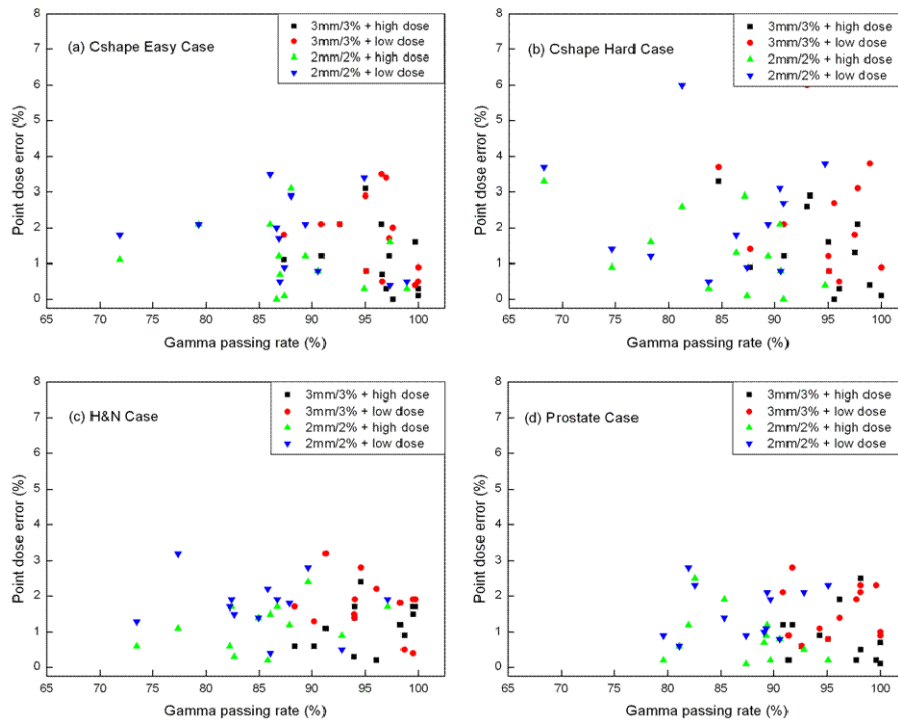 (a) Cshape Easy Case
3mm/3% + high dose
3mm/3% + low dose
2mm/2% + high dose
2mm/2% + low dose
Point dose error (%)
8
7
6
5
4
3
2
1
0
65 70 75 80 85 90 95 100
Gamma passing rate (%)
(b) Cshape Hard Case
3mm/3% + high dose
3mm/3% + low dose
2mm/2% + high dose
2mm/2% + low dose
Point dose error (%)
8
7
6
5
4
3
2
1
0
65 70 75 80 85 90 95 100
Gamma passing rate (%)
(c) H&N Case
3mm/3% + high dose
3mm/3% + low dose
2mm/2% + high dose
2mm/2% + low dose
Point dose error (%)
8
7
6
5
4
3
2
1
0
65 70 75 80 85 90 95 100
Gamma passing rate (%)
(d) Prostate Case
3mm/3% + high dose
3mm/3% + low dose
2mm/2% + high dose
2mm/2% + low dose
Point dose error (%)
8
7
6
5
4
3
2
1
0
65 70 75 80 85 90 95 100
Gamma passing rate (%)